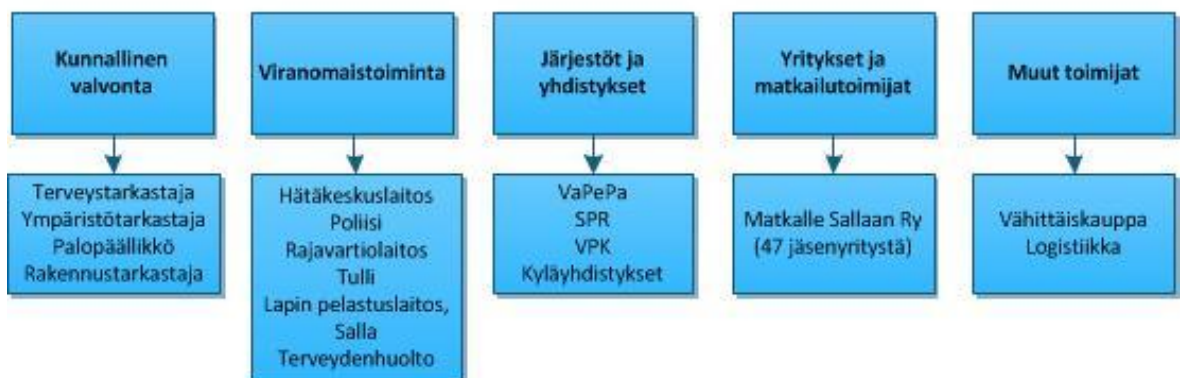 Kunnallinen
valvonta
Terveystarkastaja
Ympäristötarkastaja
Palopäällikkö
Rakennustarkastaja
Viranomaistoiminta
Hätäkeskuslaitos
Poliisi
Rajavartiolaitos
Tulli
Lapin pelastuslaitos,
Salla
Terveydenhuolto
Järjestöt ja
yhdistykset
VaPePa
SPR
VPK
Kyläyhdistykset
Yritykset ja
matkailutoimijat
Matkalle Sallaan Ry
(47 jäsenyritystä)
Muut toimijat
Vähittäiskauppa
Logistiikka